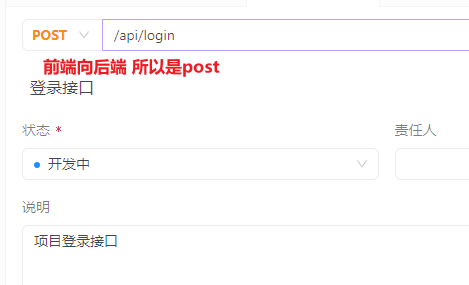 POST /api/login
前端向后端 所以是post
登录接口
状态 * 责任人
开发中
说明
项目登录接口